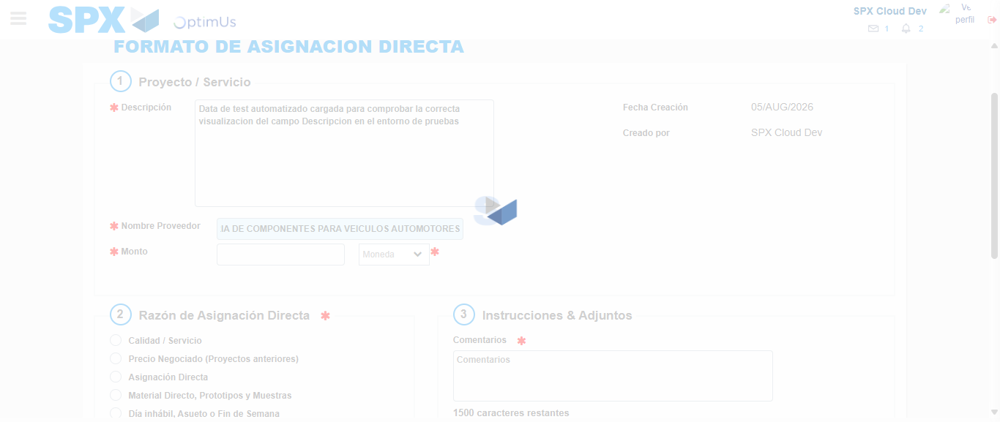 SPX
OptimUs
SPX Cloud Dev
1
2
perfil
FORMATO DE ASIGNACION DIRECTA
1
Proyecto / Servicio
* Descripción
Data de test automatizado cargada para comprobar la correcta
visualizacion del campo Descripcion en el entorno de pruebas
Fecha Creación
05/AUG/2026
Creado por
SPX Cloud Dev
* Nombre Proveedor
IA DE COMPONENTES PARA VEICULOS AUTOMOTORES
* Monto
Moneda
*
2
Razón de Asignación Directa *
Calidad / Servicio
Precio Negociado (Proyectos anteriores)
Asignación Directa
Material Directo, Prototipos y Muestras
Día inhábil, Asueto o Fin de Semana
3
Instrucciones & Adjuntos
Comentarios *
Comentarios
1500 caracteres restantes